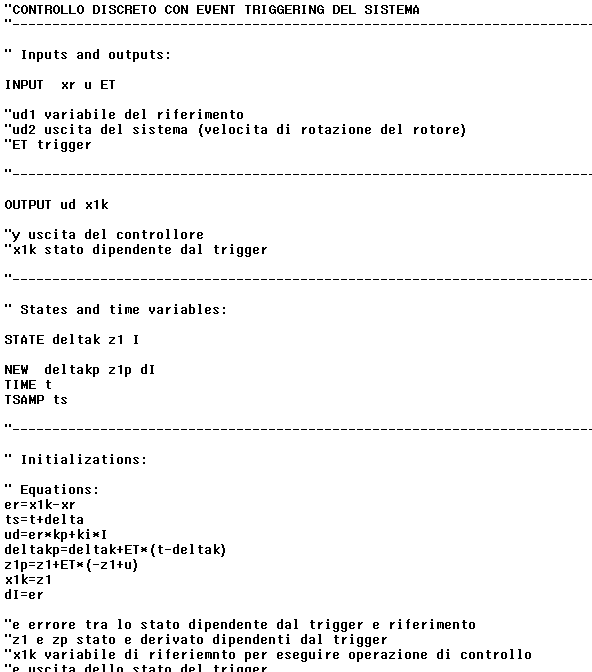 "CONTROLLO DISCRETO CON EVENT TRIGGERING DEL SISTEMA
"--------------------------------------------------------------------------
" Inputs and outputs:
INPUT  xr u ET
"ud1 variabile del riferimento
"ud2 uscita del sistema (velocita di rotazione del rotore)
"ET trigger
"--------------------------------------------------------------------------
OUTPUT ud x1k
"y uscita del controllore
"x1k stato dipendente dal trigger
"--------------------------------------------------------------------------
" States and time variables:
STATE deltak z1 I
NEW  deltakp z1p dI
TIME t
TSAMP ts
"--------------------------------------------------------------------------
" Initializations:
" Equations:
er=x1k-xr
ts=t+delta
ud=er*kp+ki*I
deltakp=deltak+ET*(t-deltak)
z1p=z1+ET*(-z1+u)
x1k=z1
dI=er
"e errore tra lo stato dipendente dal trigger e riferimento
"z1 e zp stato e derivato dipendenti dal trigger
"x1k variabile di riferiemnto per eseguire operazione di controllo
"e uscita dello stato del trigger